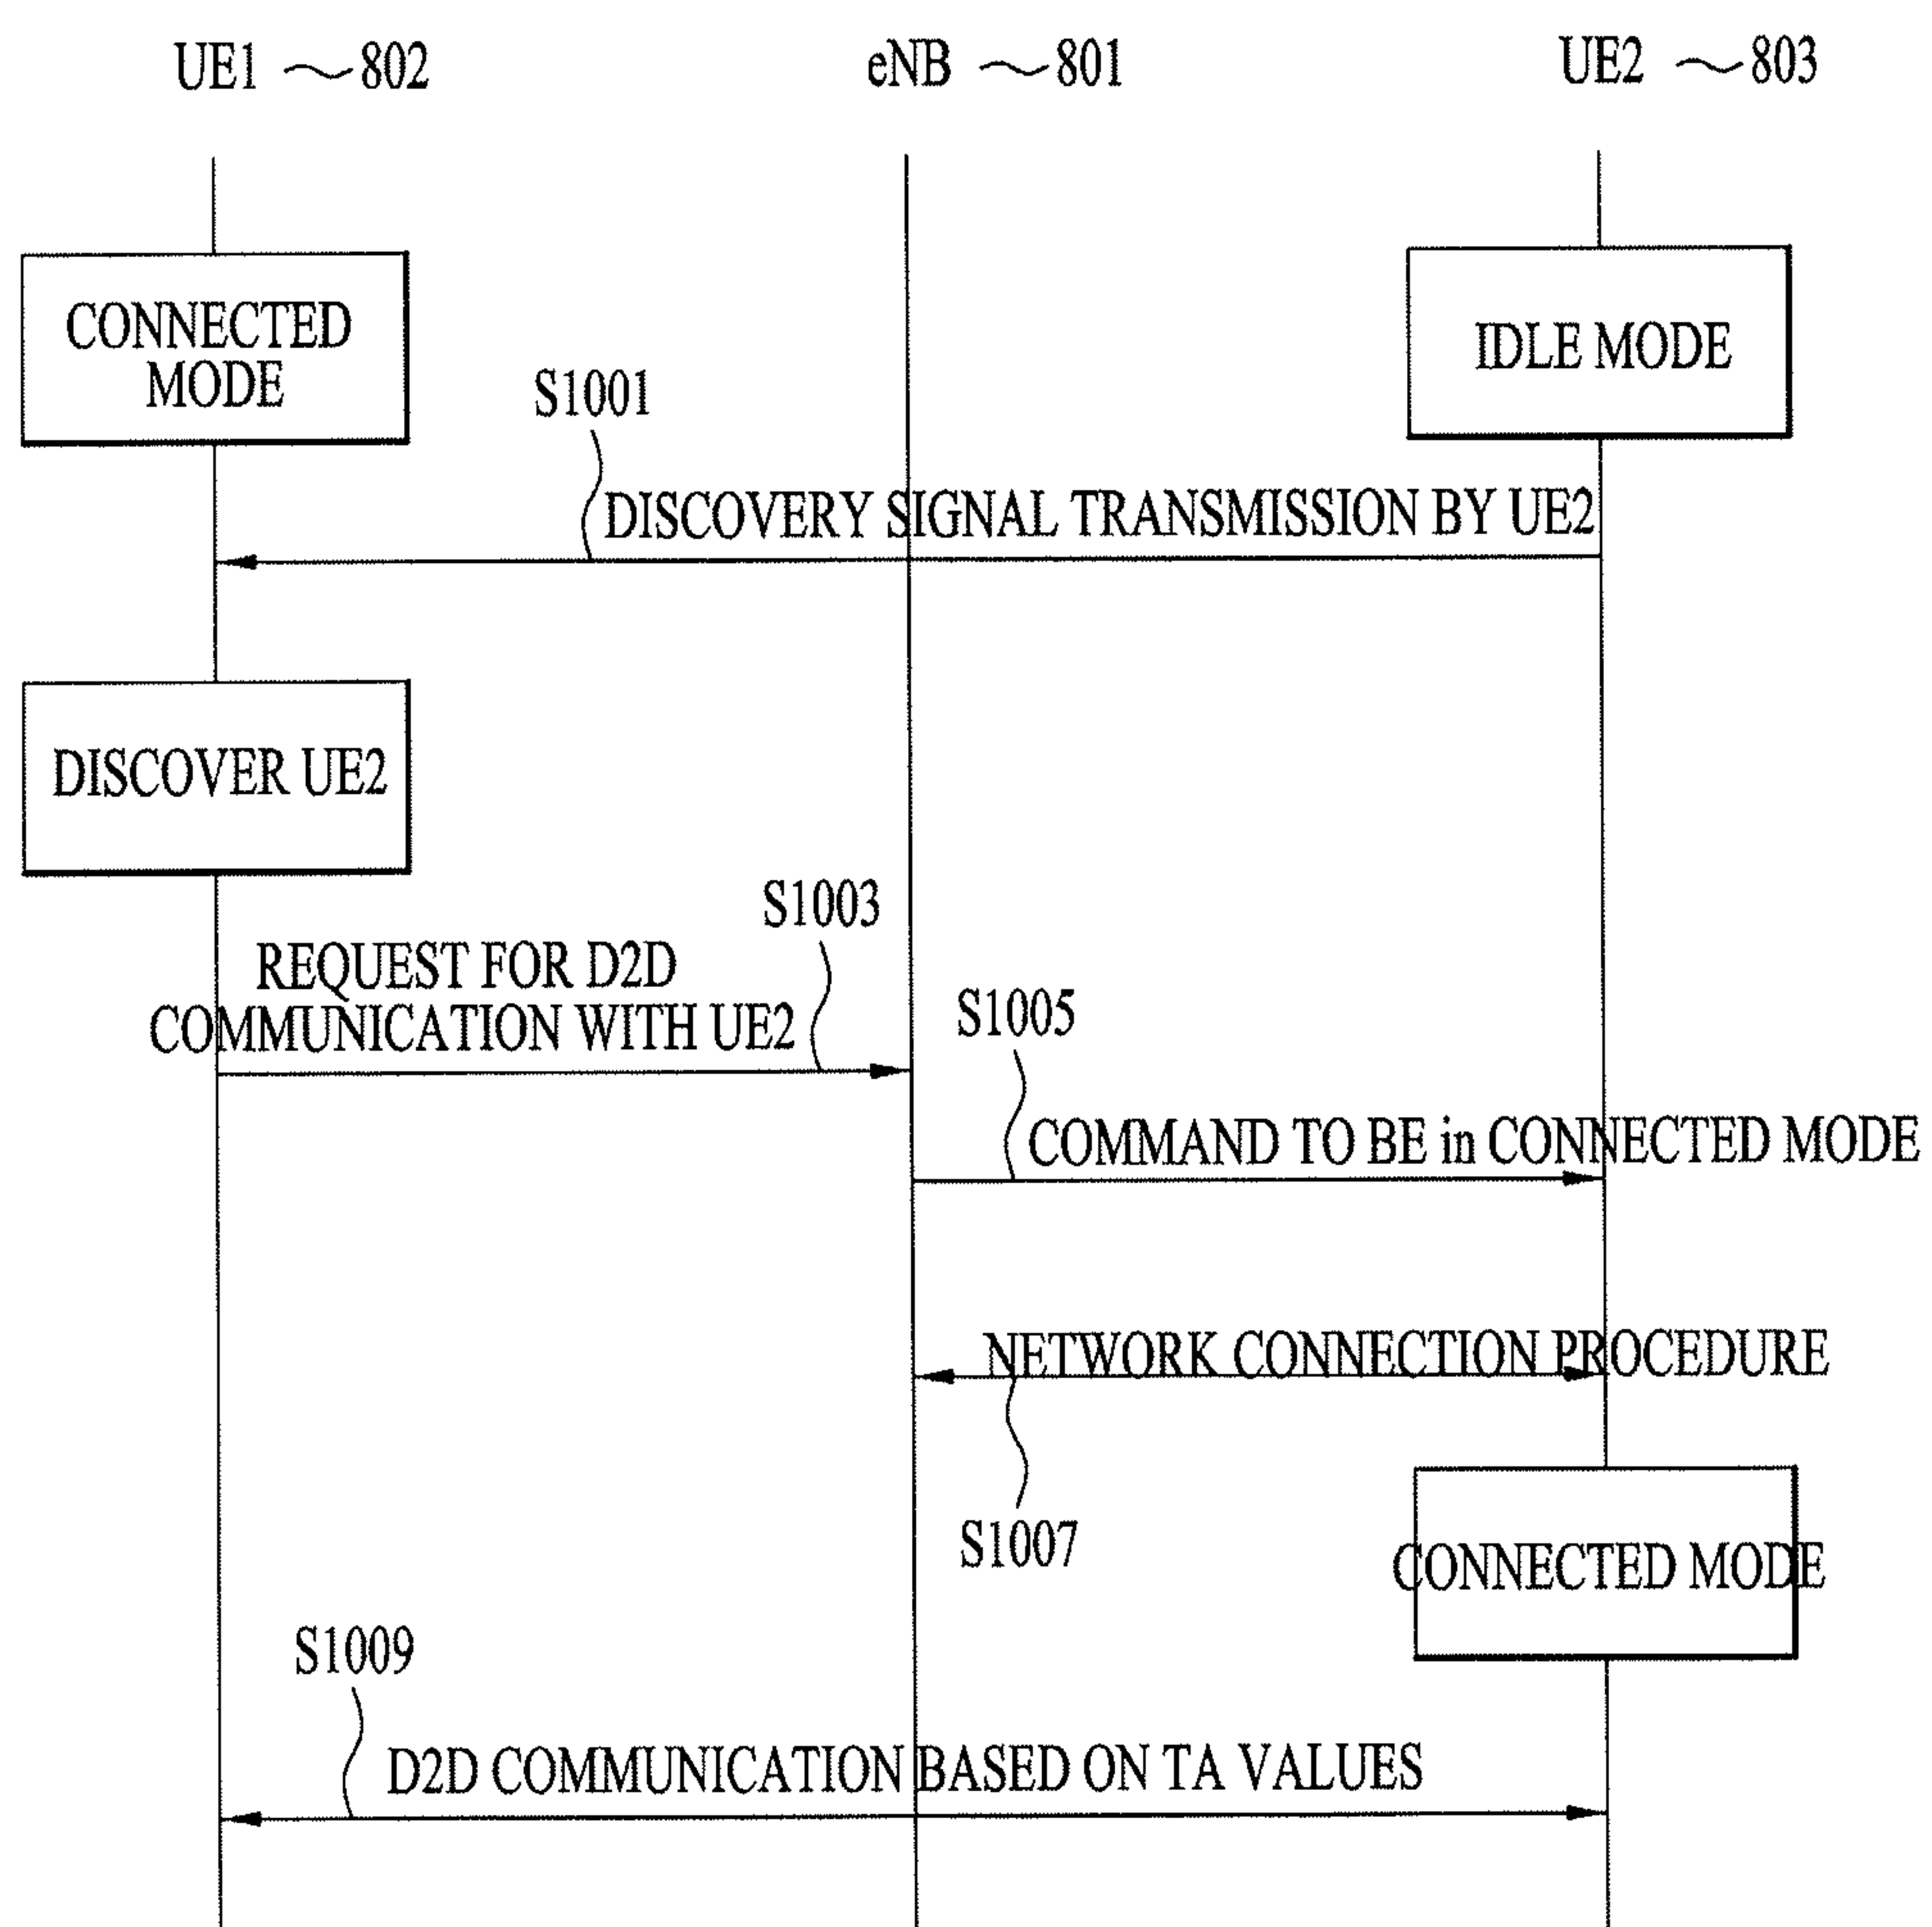 UE1 802
eNB 801
UE2 803
CONNECTED
MODE
IDLE MODE
S1001
DISCOVERY SIGNAL TRANSMISSION BY UE2
DISCOVER UE2
S1003
REQUEST FOR D2D
COMMUNICATION WITH UE2
S1005
COMMAND TO BE in CONNECTED MODE
NETWORK CONNECTION PROCEDURE
S1007
CONNECTED MODE
S1009
D2D COMMUNICATION BASED ON TA VALUES